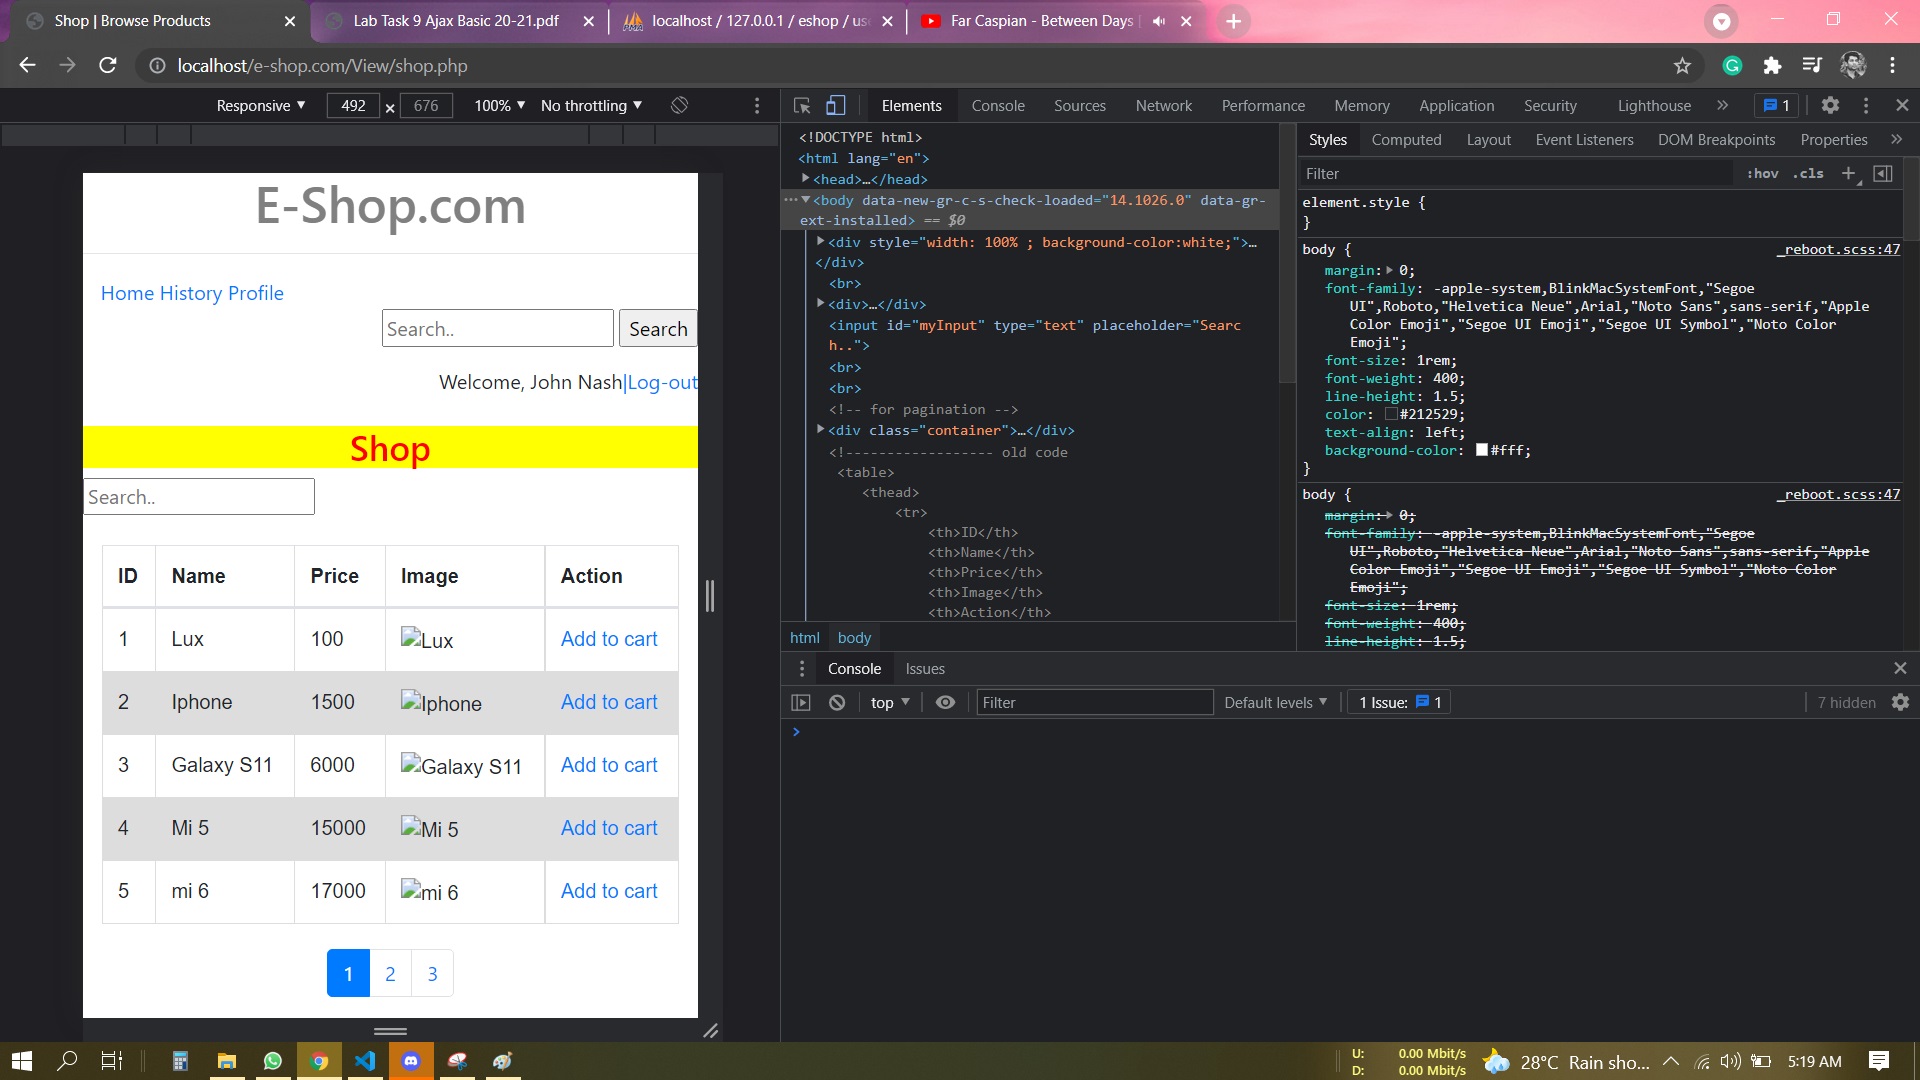 Shop | Browse Products
Lab Task 9 Ajax Basic 20-21.pdf
localhost / 127.0.0.1 / eshop / use
Far Caspian - Between Days
localhost/e-shop.com/View/shop.php
Responsive ▼ 492 × 676 100% ▼ No throttling ▼
Elements Console Sources Network Performance Memory Application Security Lighthouse » 1
E-Shop.com
Home History Profile
Search.. Search
Welcome, John Nash|Log-out
Shop
Search..
ID Name Price Image Action
1 Lux 100 Lux Add to cart
2 Iphone 1500 Iphone Add to cart
3 Galaxy S11 6000 Galaxy S11 Add to cart
4 Mi 5 15000 Mi 5 Add to cart
5 mi 6 17000 mi 6 Add to cart
1 2 3
<!DOCTYPE html>
<html lang="en">
<head>…</head>
<body data-new-gr-c-s-check-loaded="14.1026.0" data-gr-
ext-installed> == $0
<div style="width: 100% ; background-color:white;">…
</div>
<br>
<div>…</div>
<input id="myInput" type="text" placeholder="Searc
h..">
<br>
<br>
<!-- for pagination -->
<div class="container">…</div>
<!------------------ old code
<table>
<thead>
<tr>
<th>ID</th>
<th>Name</th>
<th>Price</th>
<th>Image</th>
<th>Action</th>
html body
Styles Computed Layout Event Listeners DOM Breakpoints Properties »
Filter :hov .cls +
element.style {
}
body { _reboot.scss:47
margin: 0;
font-family: -apple-system,BlinkMacSystemFont,"Segoe
UI",Roboto,"Helvetica Neue",Arial,"Noto Sans",sans-serif,"Apple
Color Emoji","Segoe UI Emoji","Segoe UI Symbol","Noto Color
Emoji";
font-size: 1rem;
font-weight: 400;
line-height: 1.5;
color: #212529;
text-align: left;
background-color: #fff;
}
body { _reboot.scss:47
margin: 0;
font-family: -apple-system,BlinkMacSystemFont,"Segoe
UI",Roboto,"Helvetica Neue",Arial,"Noto Sans",sans-serif,"Apple
Color Emoji","Segoe UI Emoji","Segoe UI Symbol","Noto Color
Emoji";
font-size: 1rem;
font-weight: 400;
line-height: 1.5;
Console Issues
top ▼ Filter Default levels ▼ 1 Issue: 1 7 hidden
>
U: 0.00 Mbit/s
D: 0.00 Mbit/s
28°C Rain sho... 5:19 AM